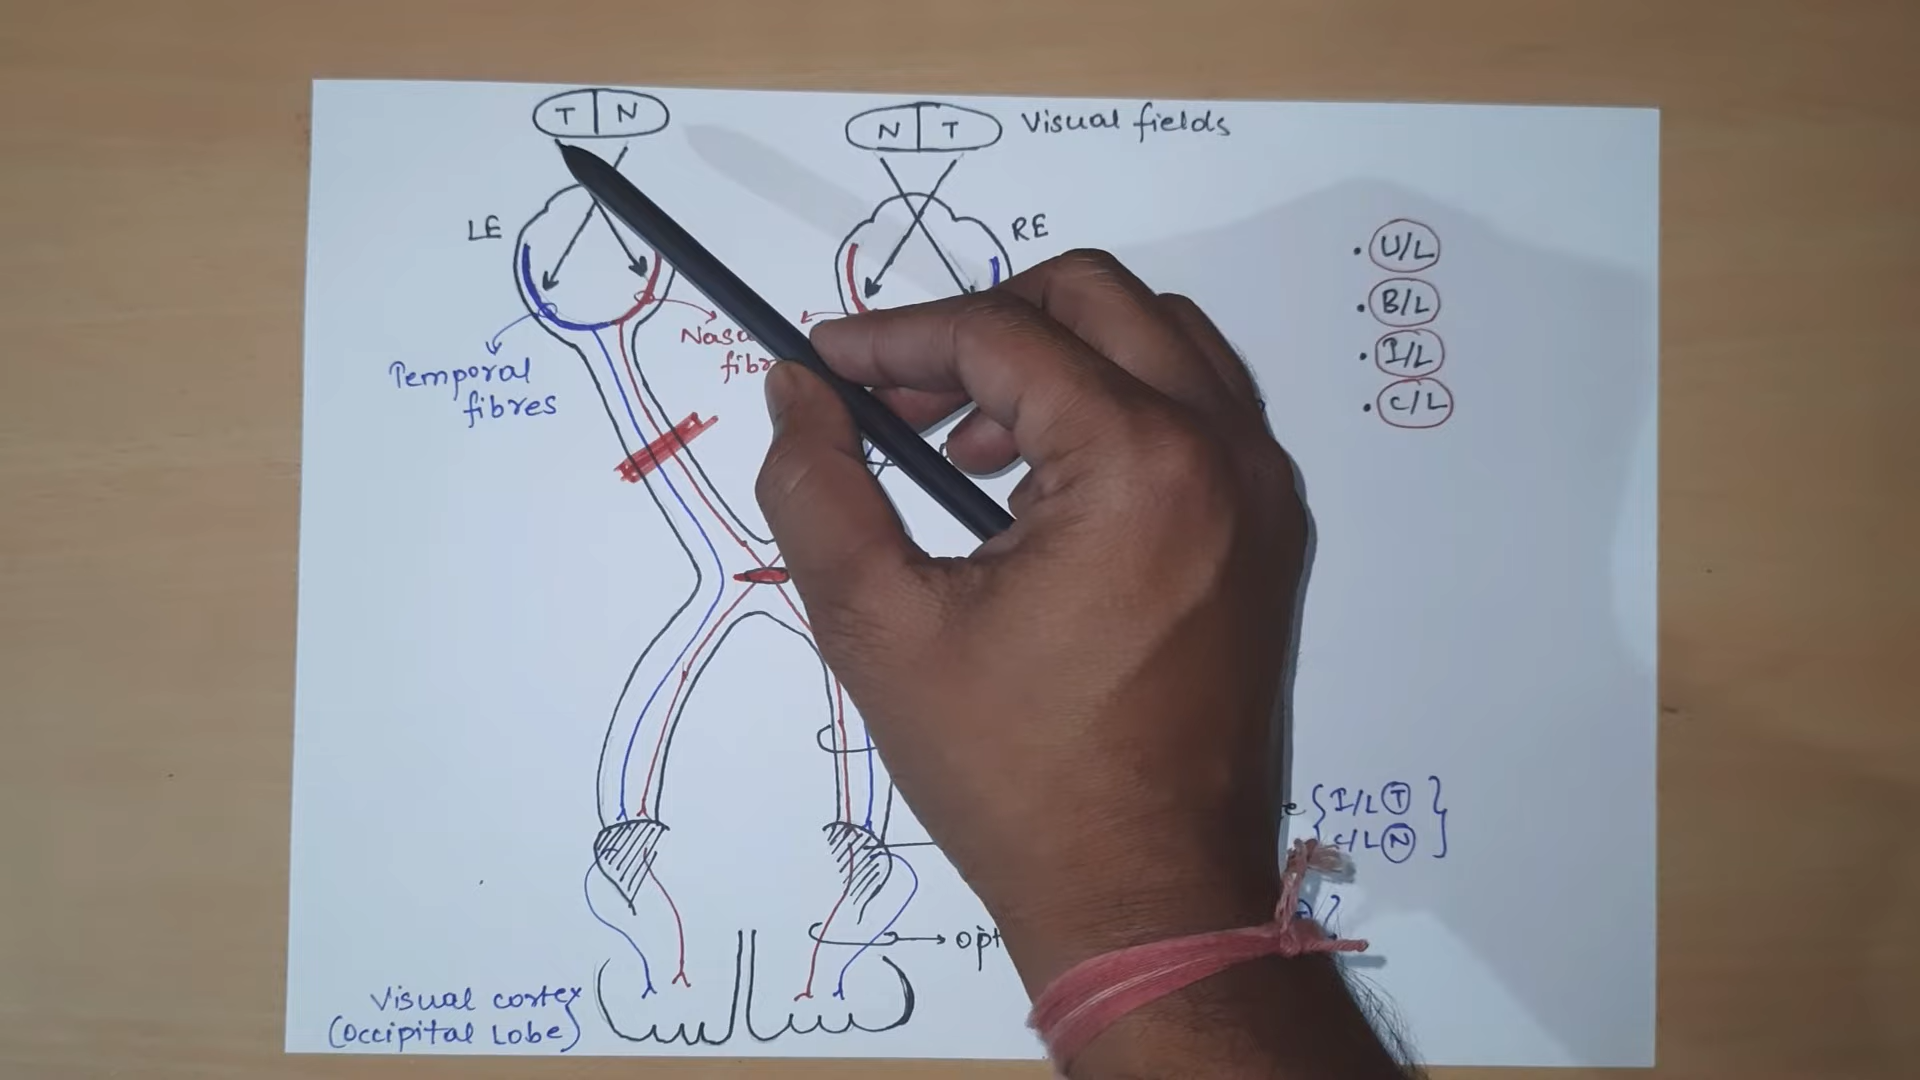 T N
N T
Visual fields
LE
RE
U/L
B/L
I/L
C/L
Temporal
fibres
I/L T
N
Visual cortex
(Occipital Lobe)